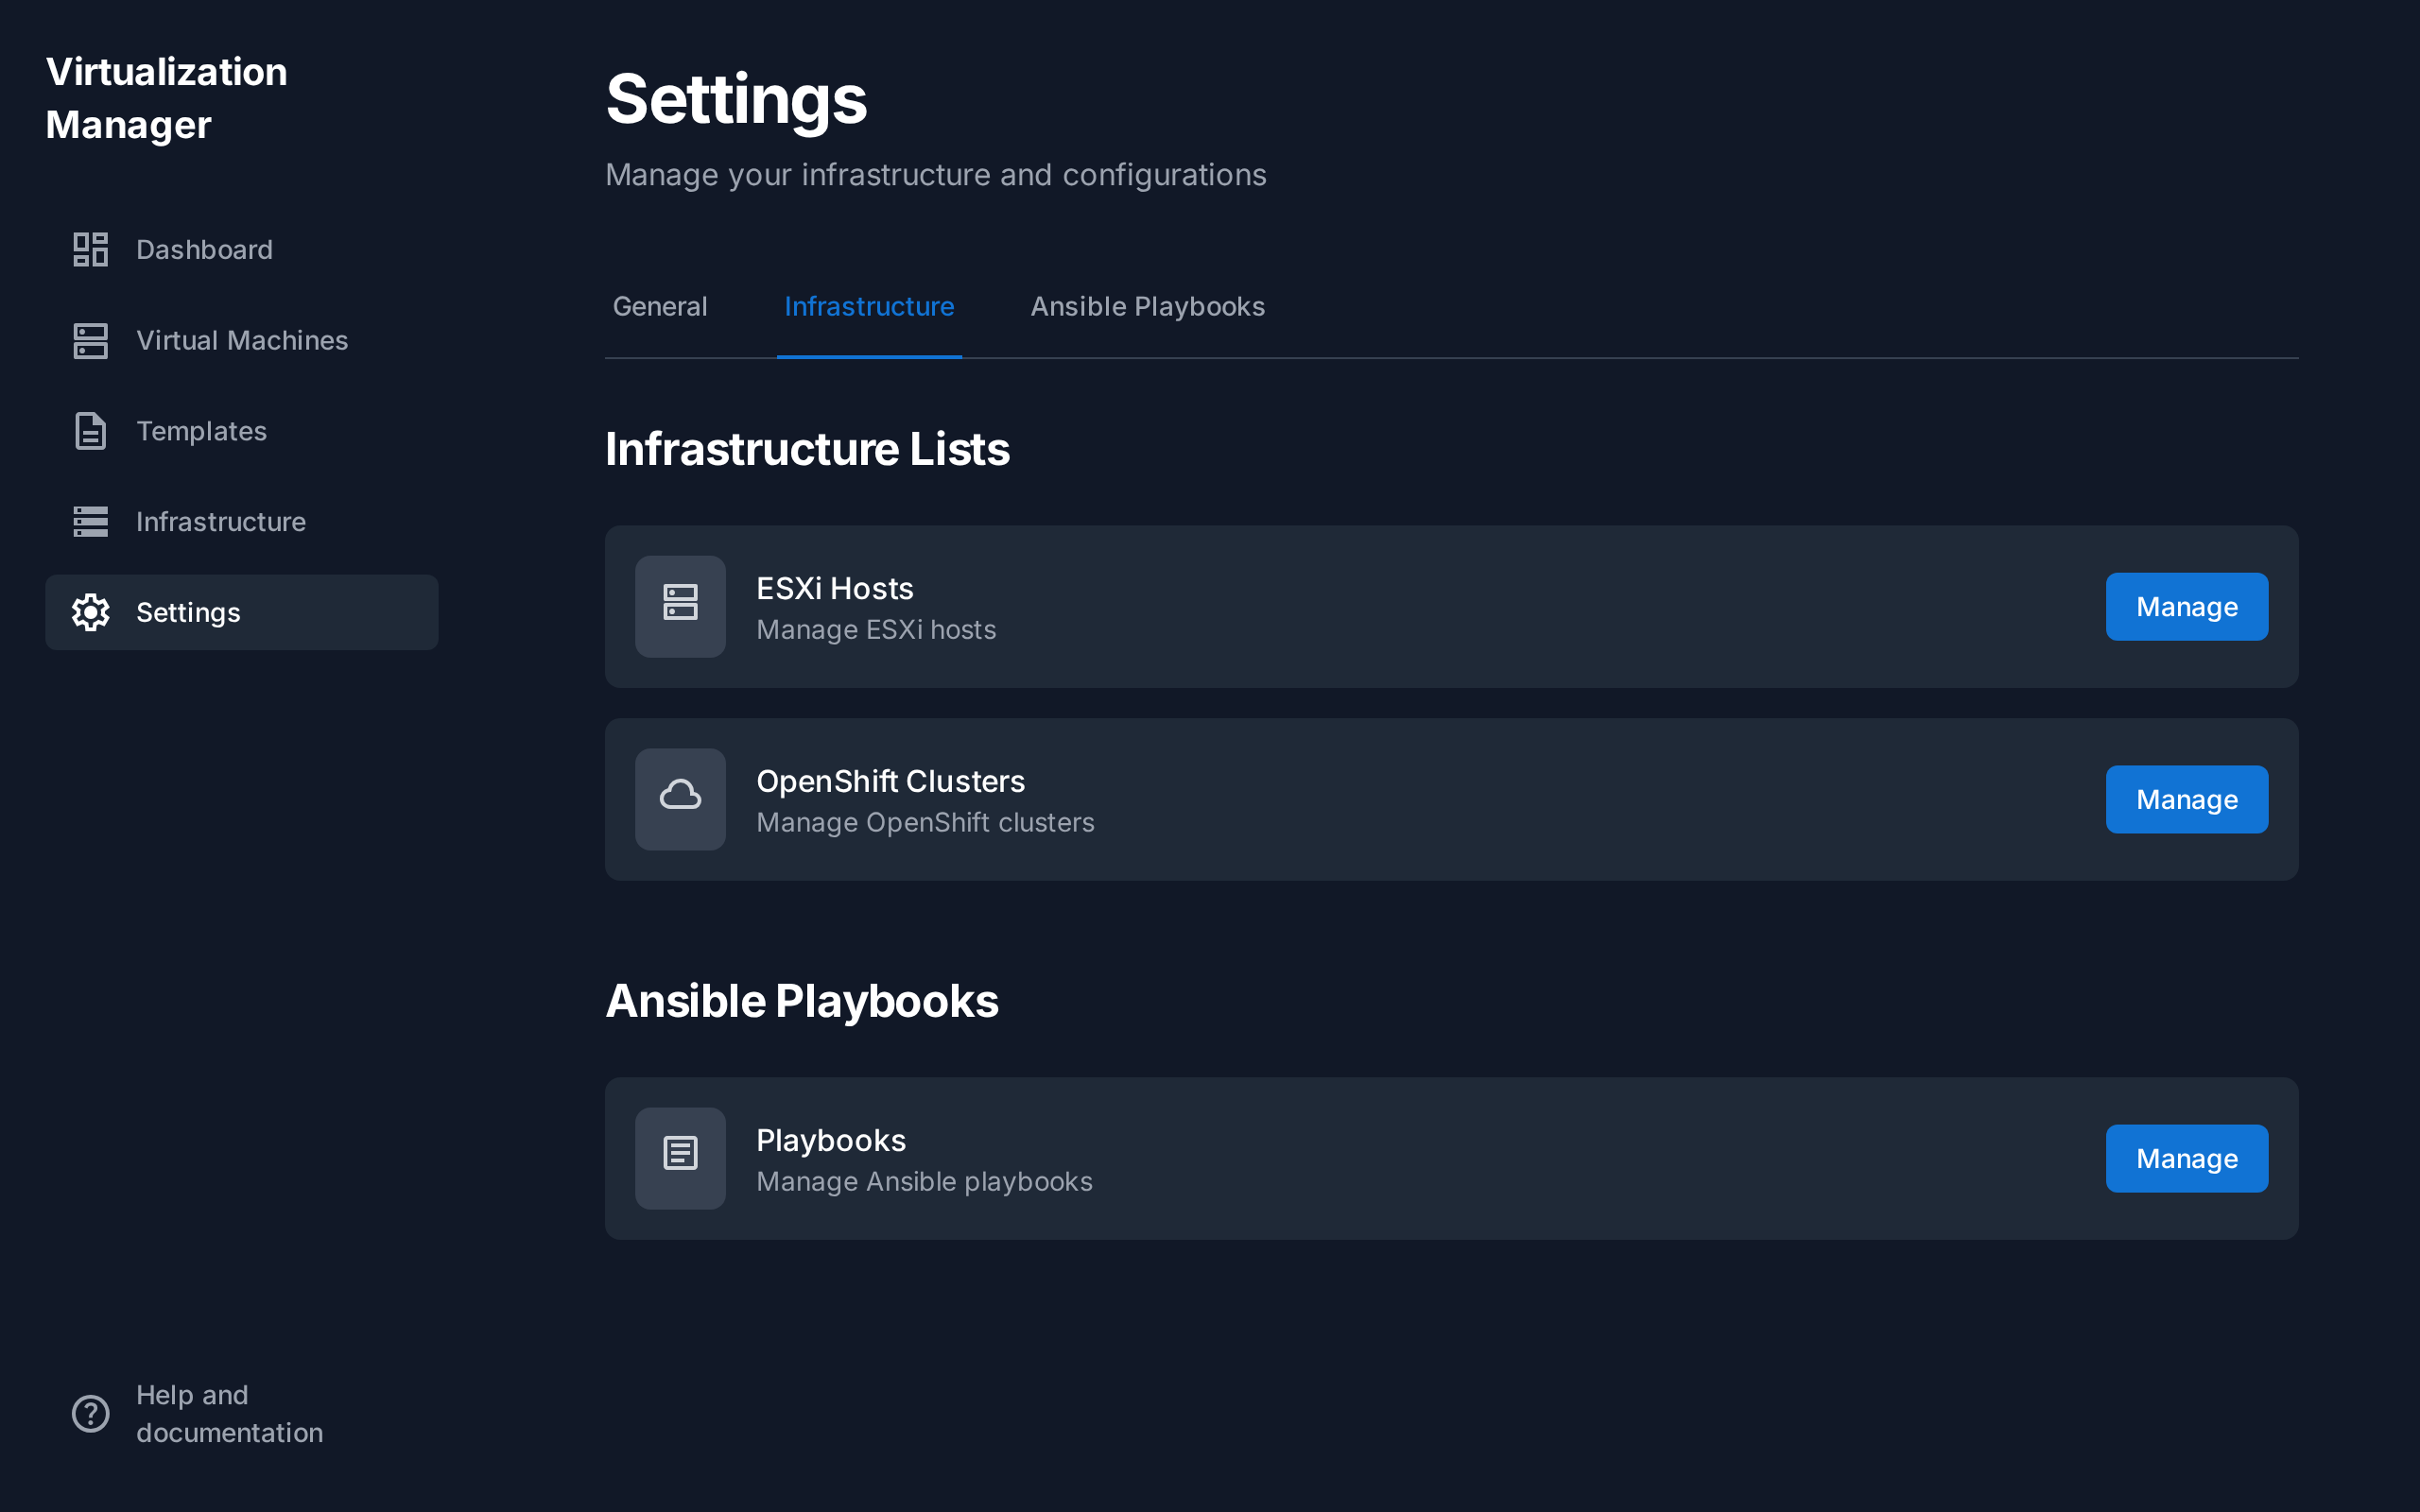 Virtualization
Manager
Dashboard
Virtual Machines
Templates
Infrastructure
Settings
Help and
documentation
Settings
Manage your infrastructure and configurations
General
Infrastructure
Ansible Playbooks
Infrastructure Lists
ESXi Hosts
Manage ESXi hosts
Manage
OpenShift Clusters
Manage OpenShift clusters
Manage
Ansible Playbooks
Playbooks
Manage Ansible playbooks
Manage